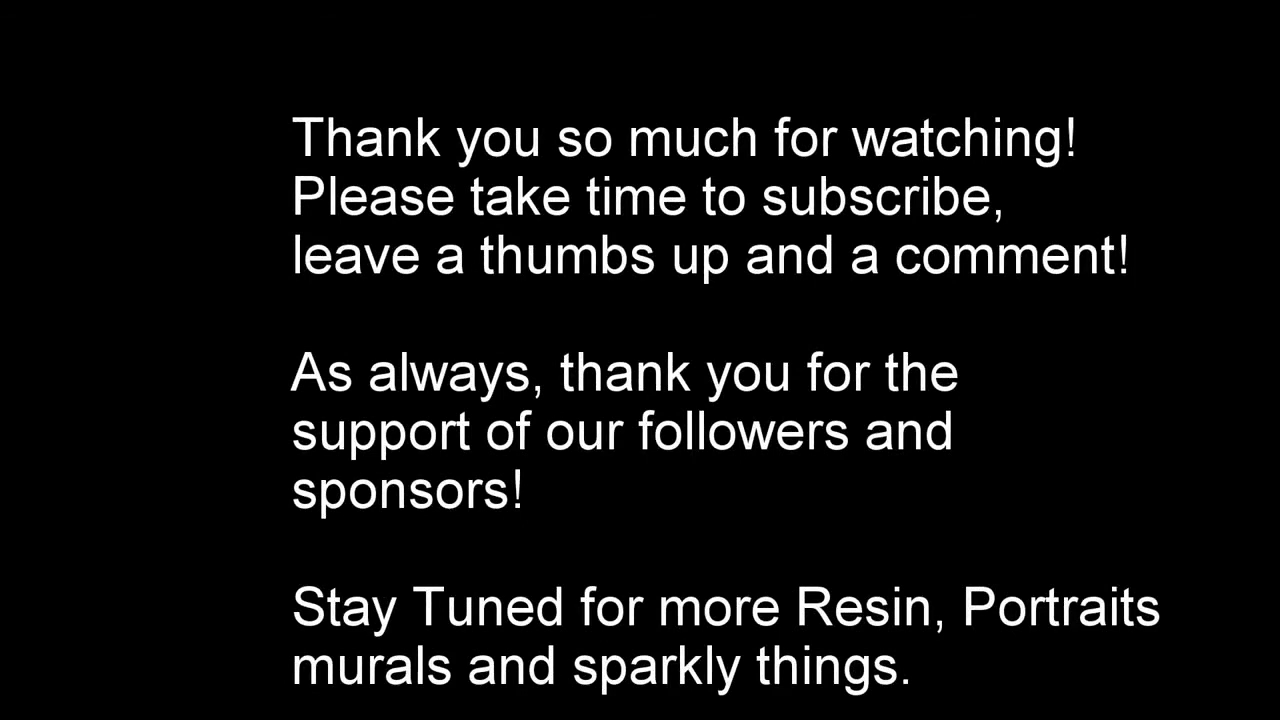 Thank you so much for watching!
Please take time to subscribe,
leave a thumbs up and a comment!
As always, thank you for the
support of our followers and
sponsors!
Stay Tuned for more Resin, Portraits
murals and sparkly things.